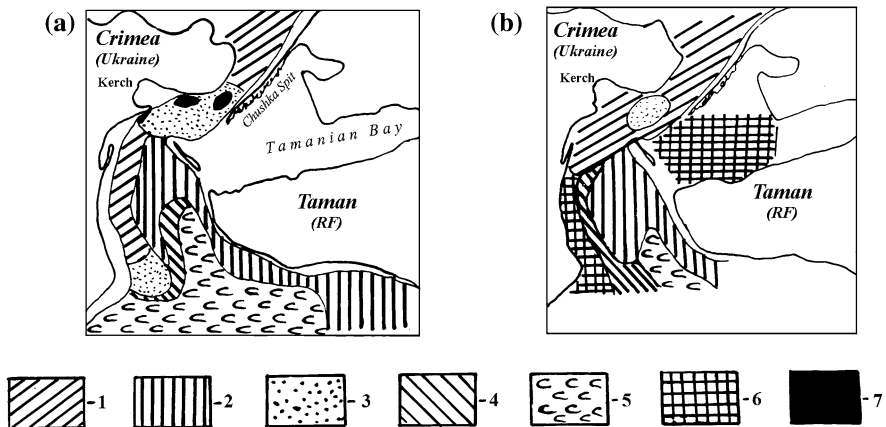 (a)
Crimea
(Ukraine)
Kerch
Chushka Spit
Tamanian Bay
Taman
(RF)
(b)
Crimea
(Ukraine)
Kerch
Taman
(RF)
-1
-2
-3
-4
-5
-6
-7